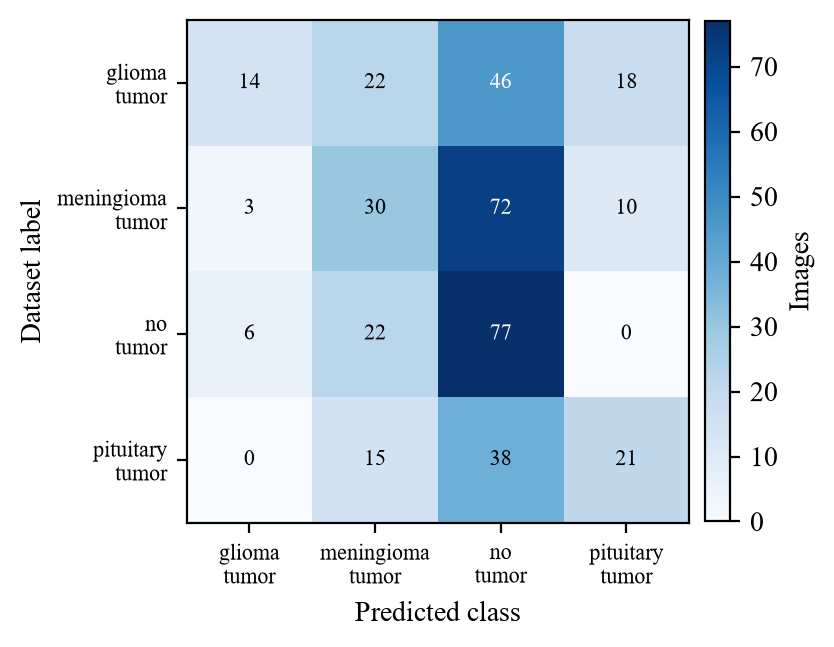 glioma
tumor
14 22 46 18
meningioma
tumor
3 30 72 10
no
tumor
6 22 77 0
pituitary
tumor
0 15 38 21
glioma
tumor
meningioma
tumor
no
tumor
pituitary
tumor
Predicted class
Dataset label
70
60
50
40
30
20
10
0
Images